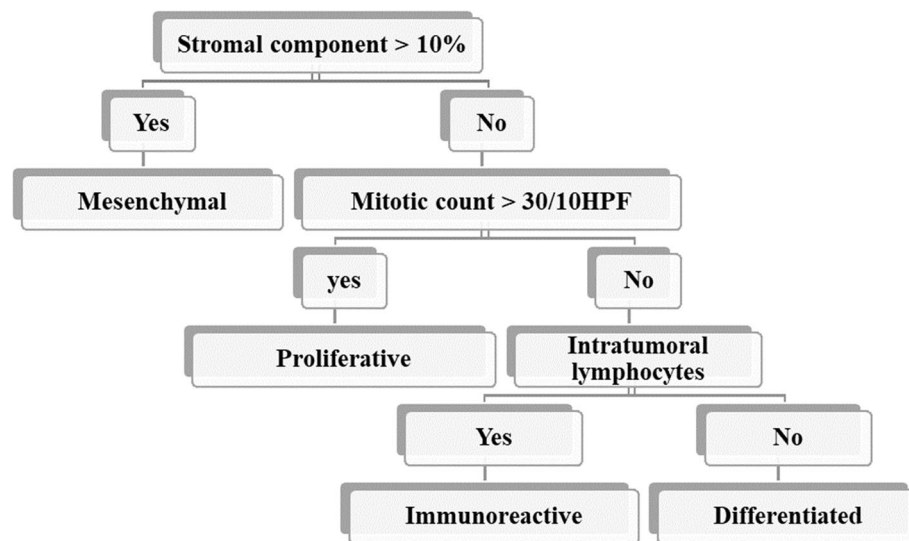 Stromal component > 10%
Yes
No
Mesenchymal
Mitotic count > 30/10HPF
yes
No
Proliferative
Intratumoral
lymphocytes
Yes
No
Immunoreactive
Differentiated